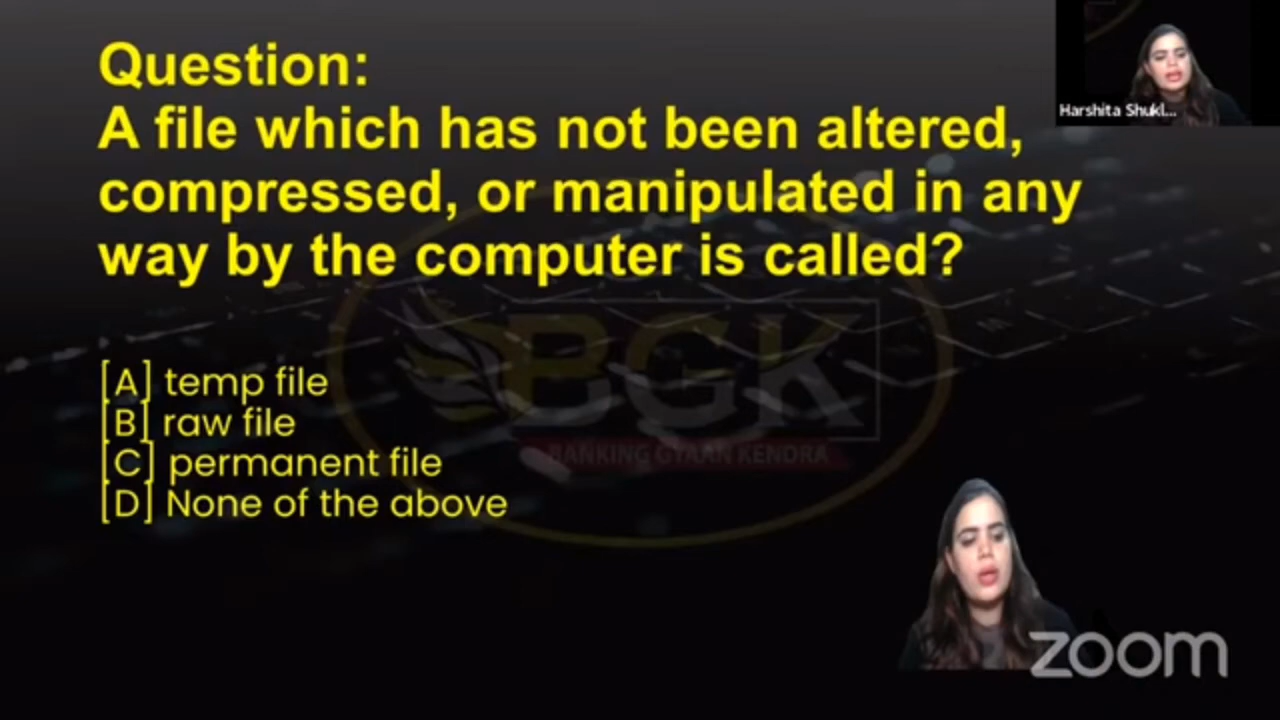 Question:
A file which has not been altered,
compressed, or manipulated in any
way by the computer is called?
[A] temp file
[B] raw file
[C] permanent file
[D] None of the above
Harshita Shukl...
BGK
BANKING GYAAN KENDRA
zoom